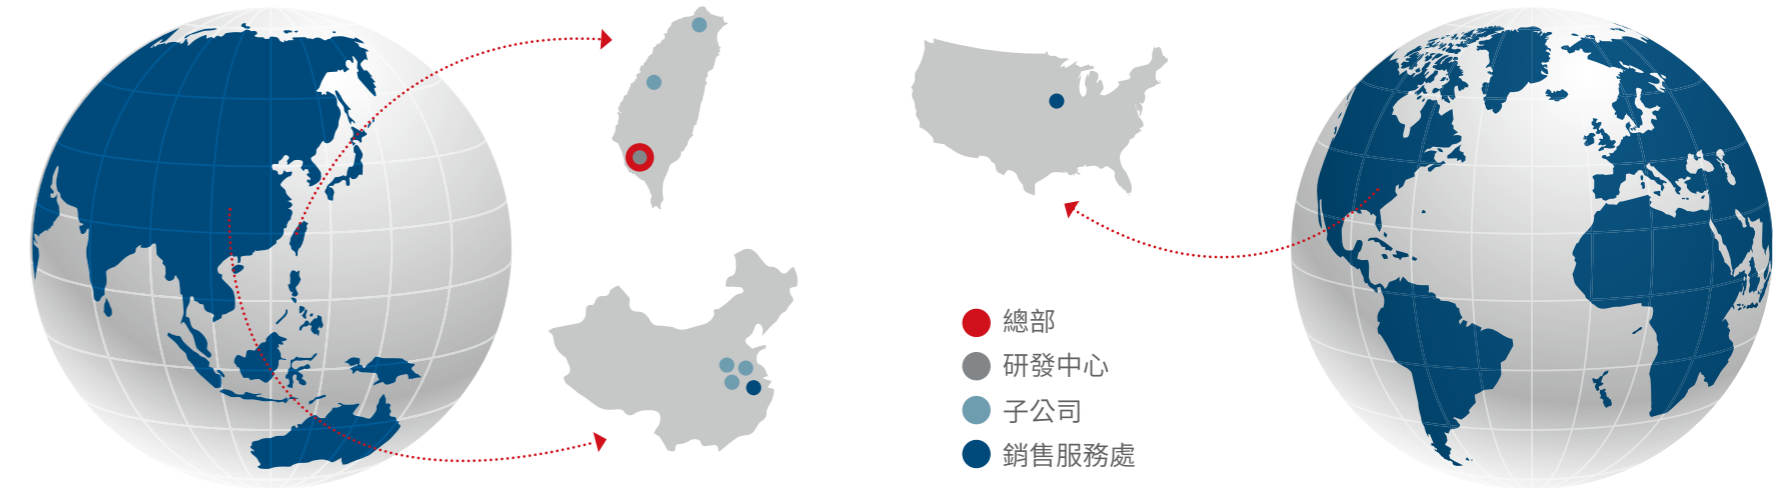 總部
研發中心
子公司
銷售服務處